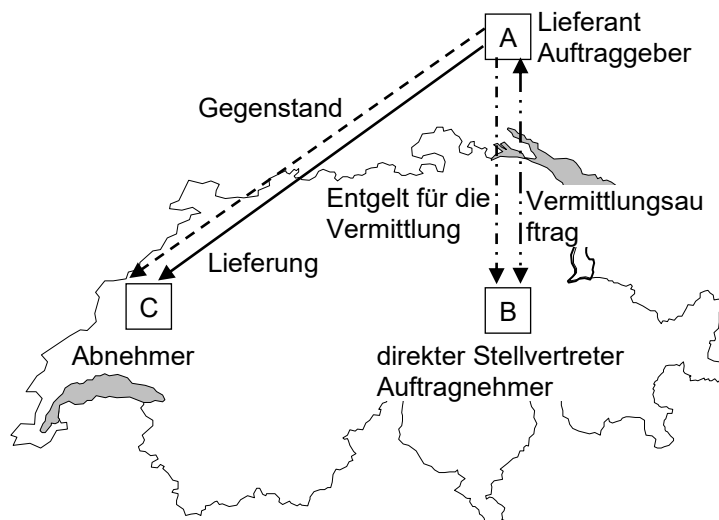 A
Lieferant
Auftraggeber
Gegenstand
Entgelt für die
Vermittlung
Vermittlungsau
ftrag
Lieferung
C
B
Abnehmer
direkter Stellvertreter
Auftragnehmer